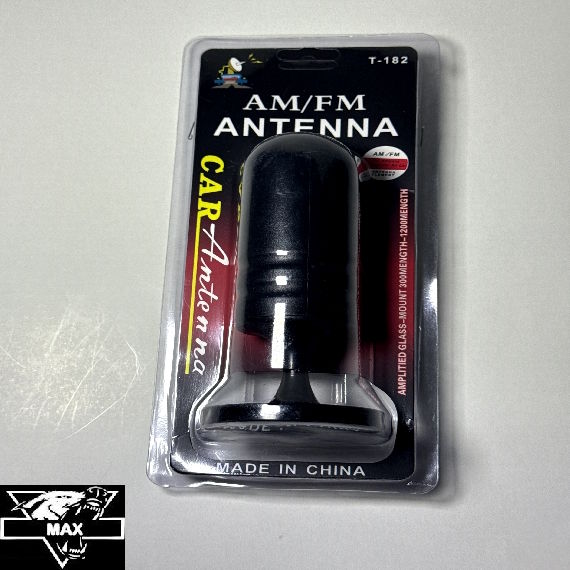 T-182
AM/FM
ANTENNA
AM/FM
CAR Antenna
AMPLITIED GLASS-MOUNT 300MENGTH-1200MENGTH
MADE IN CHINA
MAX